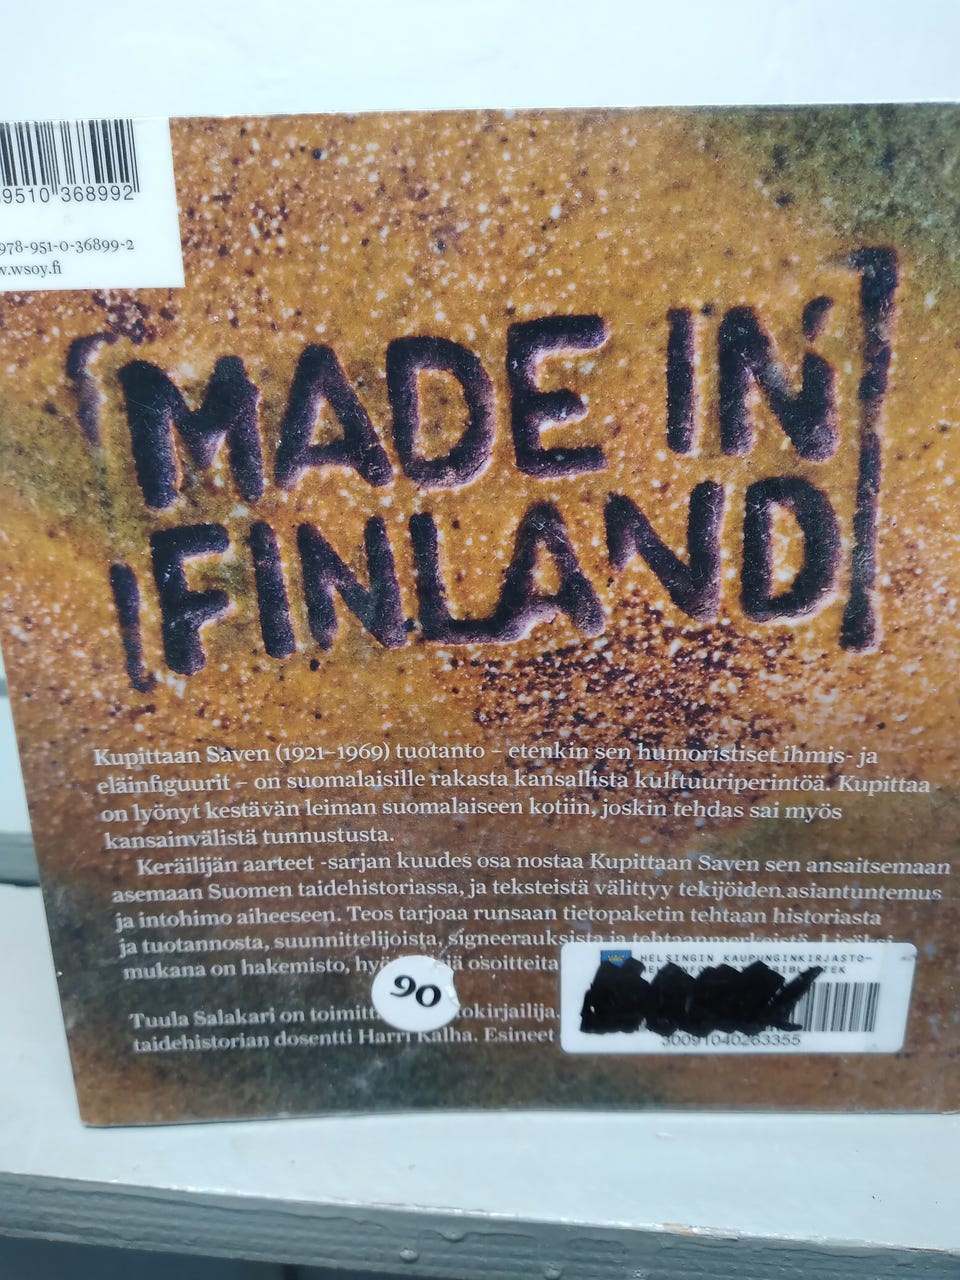 9510 368992
978-951-0-36899-2
w.wsoy.fi
MADE IN
FINLAND
Kupittaan Saven (1921–1969) tuotanto – etenkin sen humoristiset ihmis- ja
eläinfiguurit – on suomalaisille rakasta kansallista kulttuuriperintöä. Kupittaa
on lyönyt kestävän leiman suomalaiseen kotiin, joskin tehdas sai myös
kansainvälistä tunnustusta.
Keräilijän aarteet -sarjan kuudes osa nostaa Kupittaan Saven sen ansaitsemaan
asemaan Suomen taidehistoriassa, ja teksteistä välittyy tekijöiden asiantuntemus
ja intohimo aiheeseen. Teos tarjoaa runsaan tietopaketin tehtaan historiasta
ja tuotannosta, suunnittelijoista, signeerauksista ja tehtaanmerkeistä. Lisäksi
mukana on hakemisto, osoitteita
HELSINGIN KAUPUNGINKIRJASTO-
90
Tuula Salakari on
taidehistorian dosentti Harri Kalha. Esineet
30091040263355